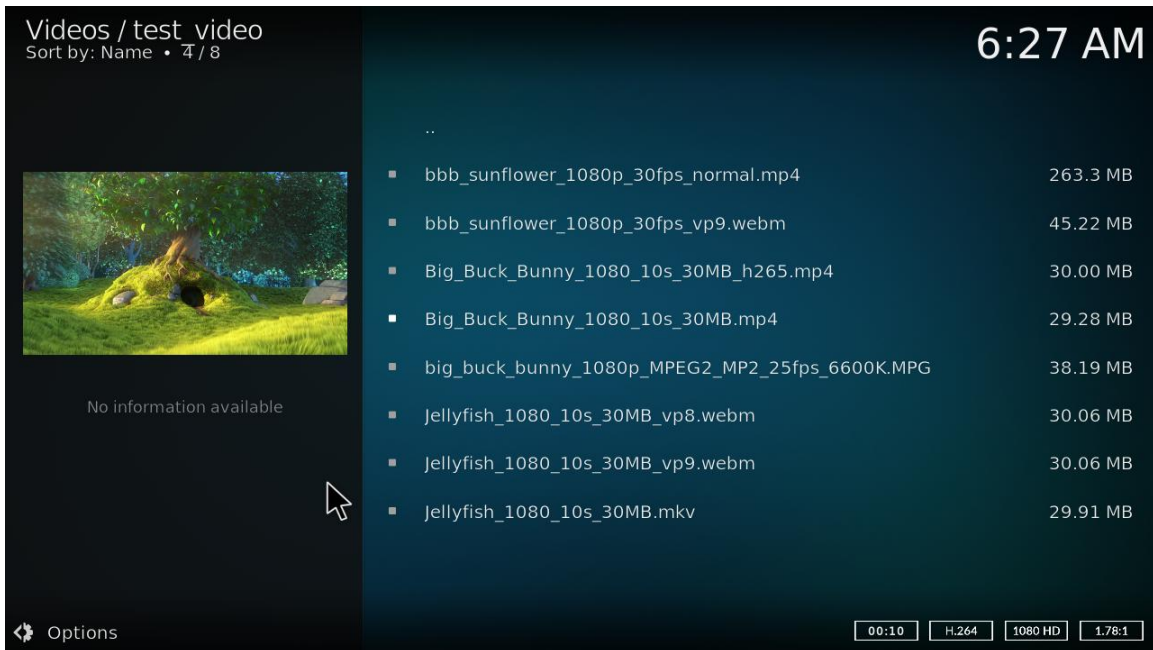 Videos / test_video
Sort by: Name • 4 / 8
6:27 AM
..
bbb_sunflower_1080p_30fps_normal.mp4 263.3 MB
bbb_sunflower_1080p_30fps_vp9.webm 45.22 MB
Big_Buck_Bunny_1080_10s_30MB_h265.mp4 30.00 MB
Big_Buck_Bunny_1080_10s_30MB.mp4 29.28 MB
big_buck_bunny_1080p_MPEG2_MP2_25fps_6600K.MPG 38.19 MB
Jellyfish_1080_10s_30MB_vp8.webm 30.06 MB
Jellyfish_1080_10s_30MB_vp9.webm 30.06 MB
Jellyfish_1080_10s_30MB.mkv 29.91 MB
No information available
Options
00:10 H.264 1080 HD 1.78:1